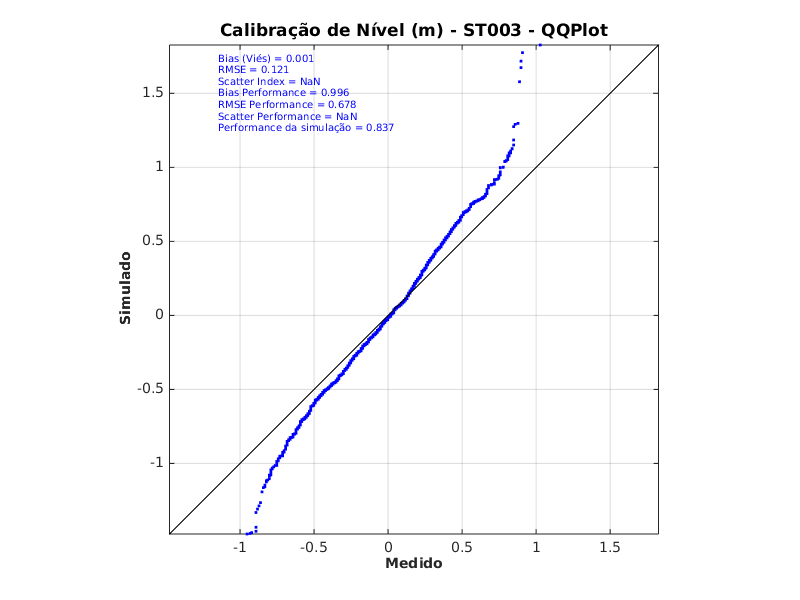 Calibração de Nível (m) - ST003 - QQPlot
Bias (Viés) = 0.001
RMSE = 0.121
Scatter Index = NaN
Bias Performance = 0.996
RMSE Performance = 0.678
Scatter Performance = NaN
Performance da simulação = 0.837
1.5
1
0.5
0
-0.5
-1
Simulado
-1 -0.5 0 0.5 1 1.5
Medido